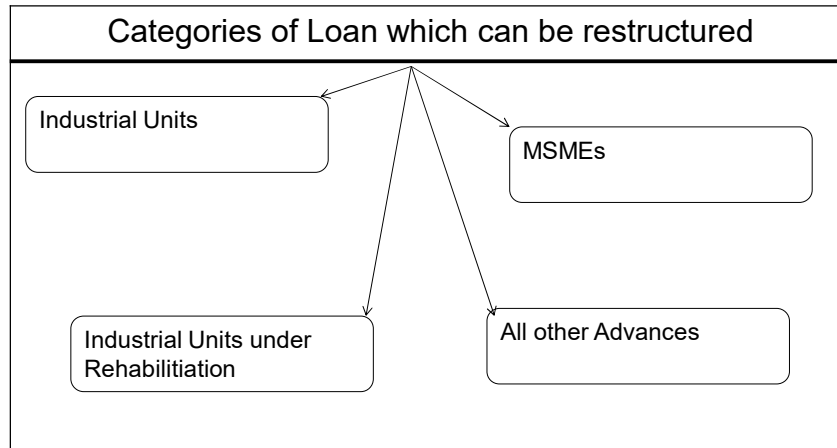 Categories of Loan which can be restructured
Industrial Units
MSMEs
Industrial Units under
Rehabilitiation
All other Advances